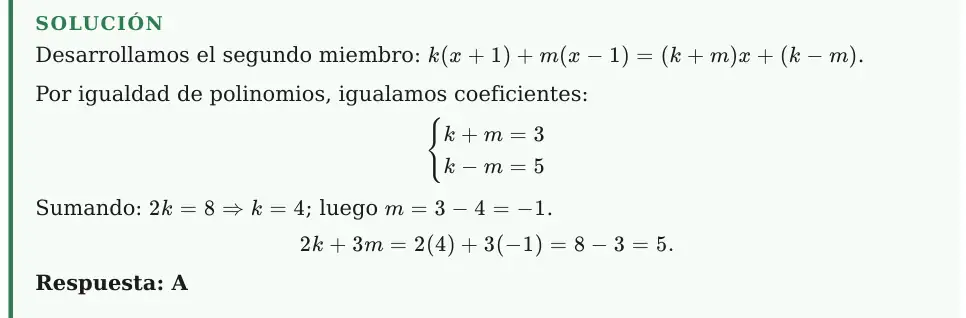 SOLUCIÓN
Desarrollamos el segundo miembro: k(x + 1) + m(x − 1) = (k + m)x + (k − m).
Por igualdad de polinomios, igualamos coeficientes:
k + m = 3
k − m = 5
Sumando: 2k = 8 ⇒ k = 4; luego m = 3 − 4 = −1.
2k + 3m = 2(4) + 3(−1) = 8 − 3 = 5.
Respuesta: A